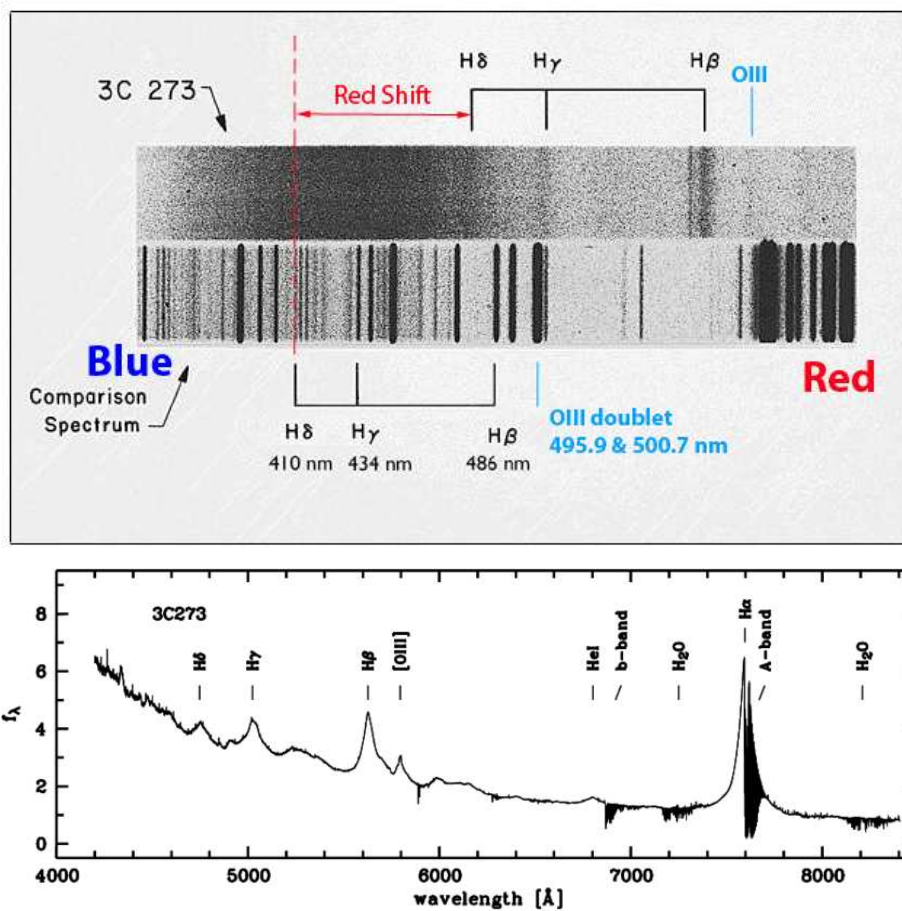 Hδ Hγ Hβ OIII
3C 273
Red Shift
Blue
Red
Comparison
Spectrum
Hδ Hγ Hβ
410 nm 434 nm 486 nm
OIII doublet
495.9 & 500.7 nm
8
6
4
2
0
fλ
3C273
Hδ
Hγ
Hβ
[OIII]
HeI
b-band
H₂O
Hα
A-band
H₂O
4000 5000 6000 7000 8000
wavelength [Å]